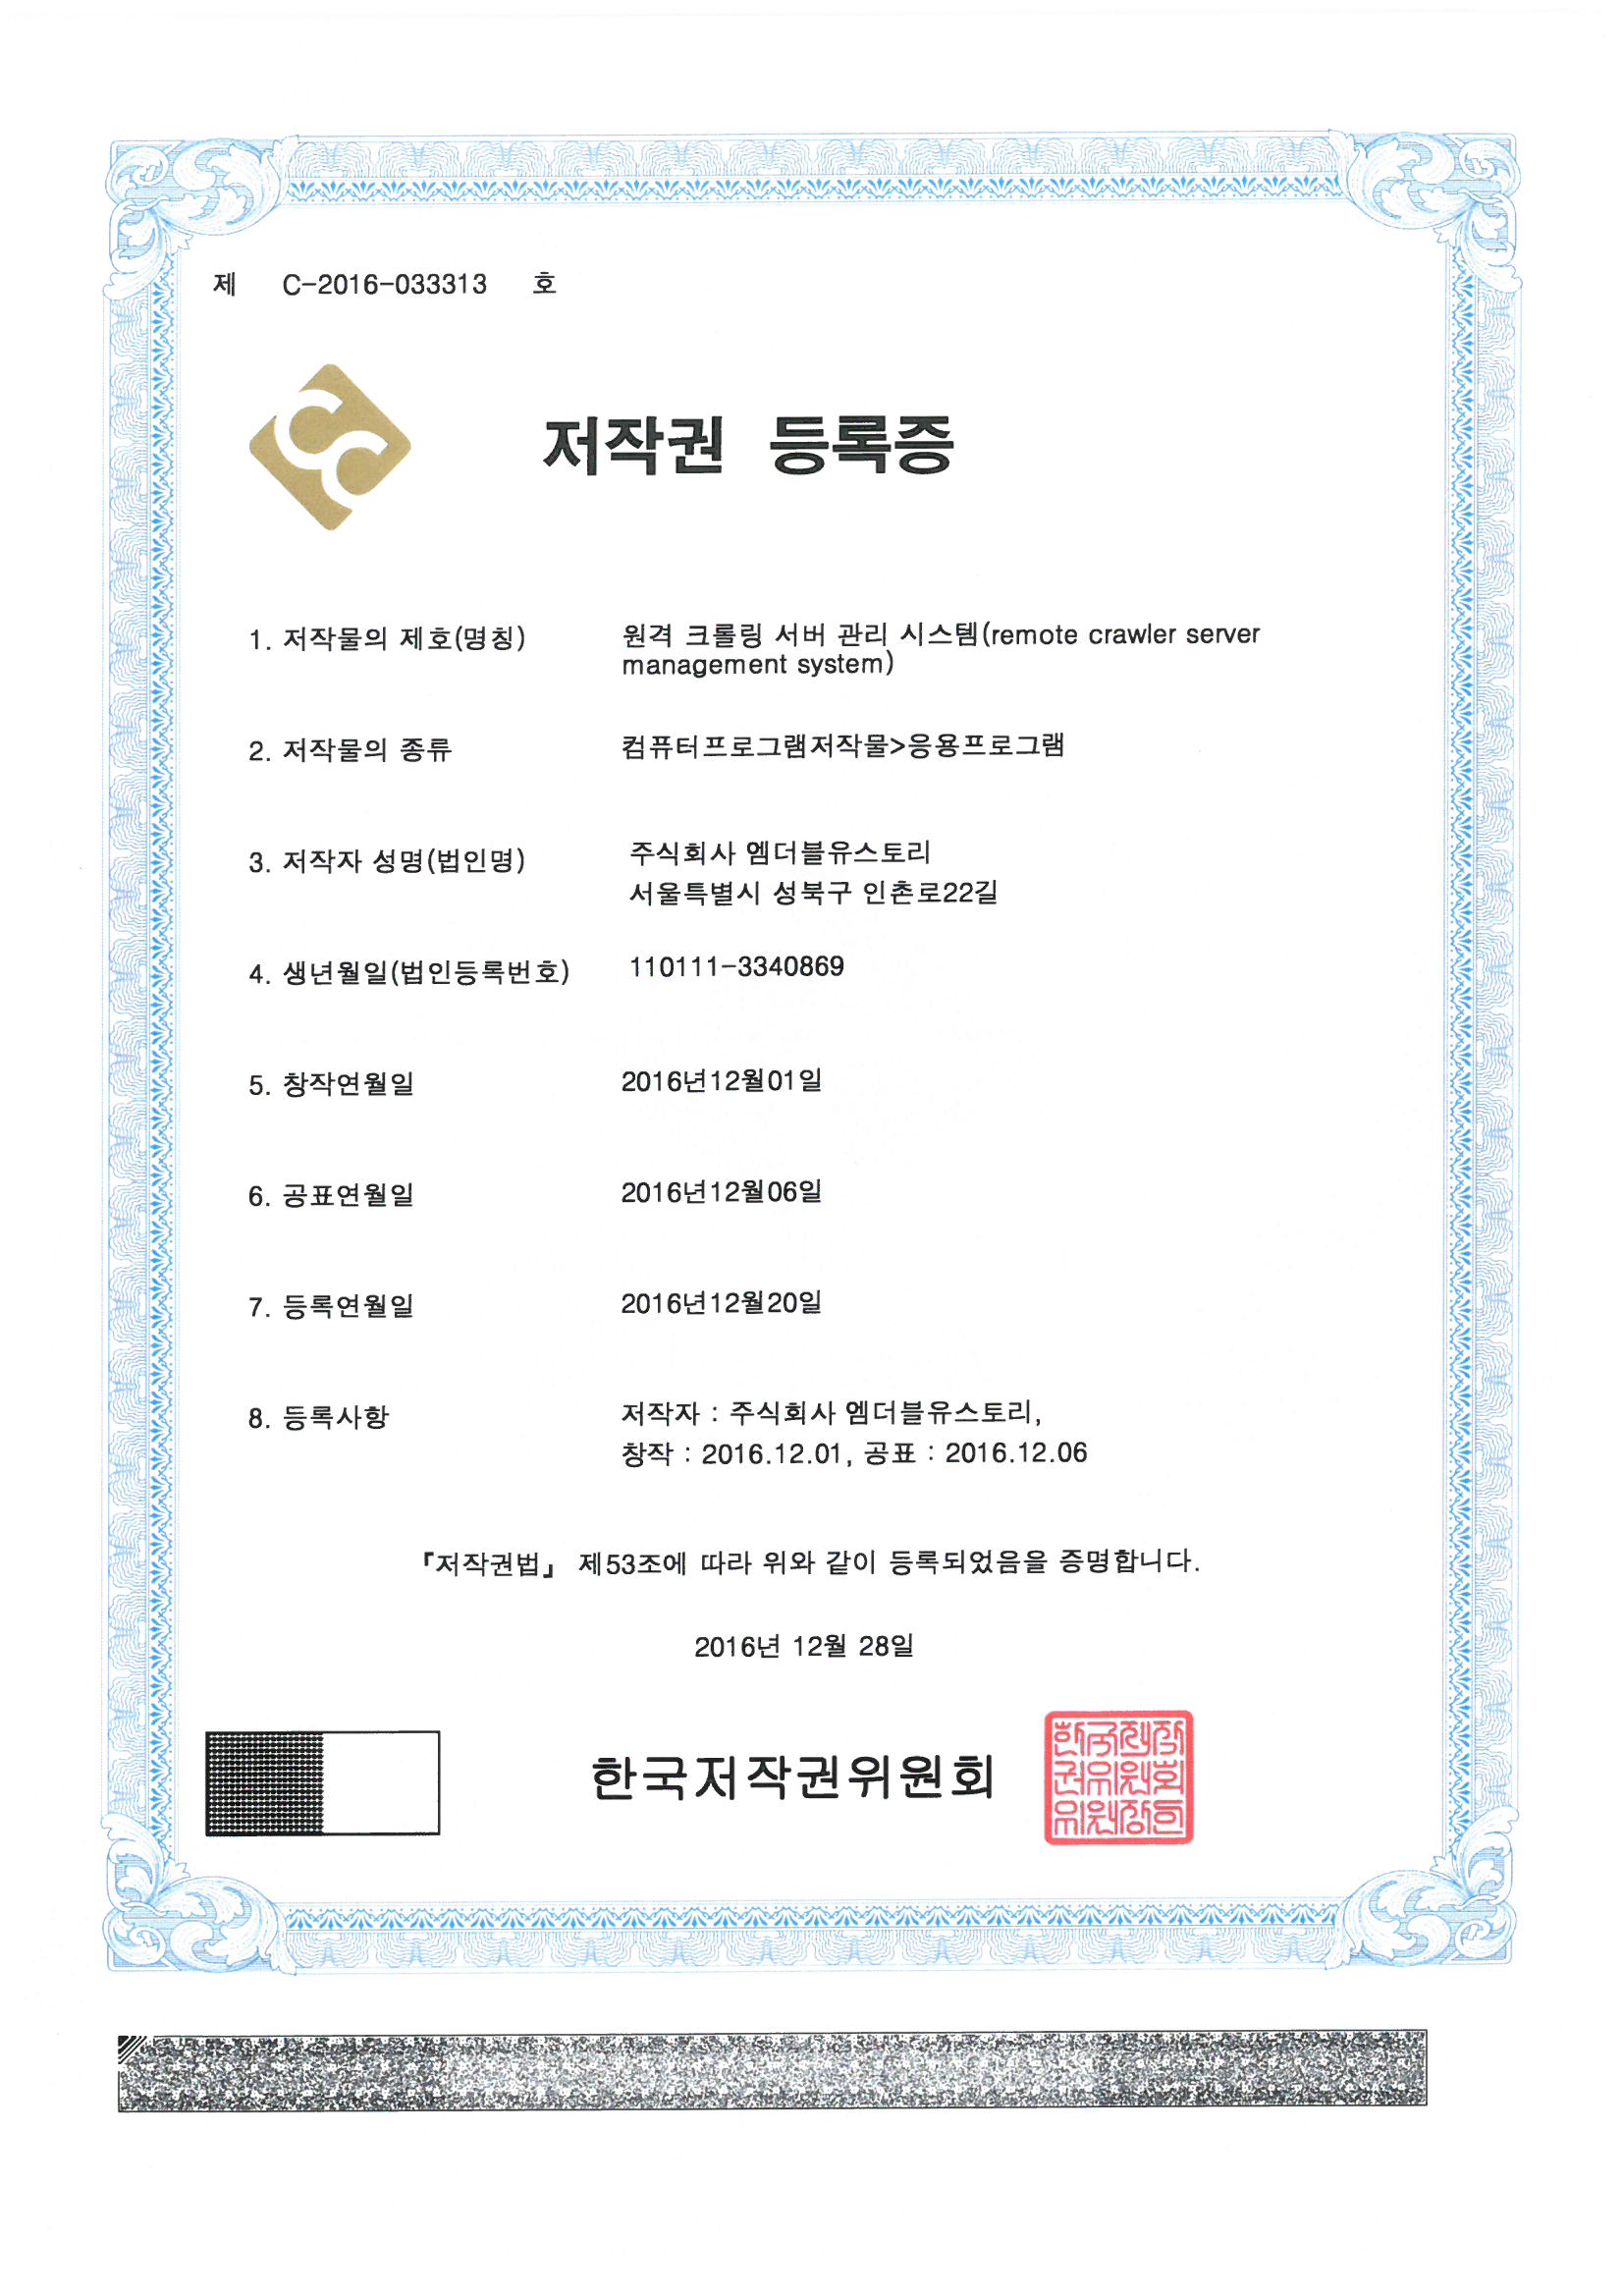 제 C-2016-033313 호
저작권 등록증
1. 저작물의 제호(명칭) 원격 크롤링 서버 관리 시스템(remote crawler server
management system)
2. 저작물의 종류 컴퓨터프로그램저작물>응용프로그램
3. 저작자 성명(법인명) 주식회사 엠더블유스토리
서울특별시 성북구 인촌로22길
4. 생년월일(법인등록번호) 110111-3340869
5. 창작연월일 2016년12월01일
6. 공표연월일 2016년12월06일
7. 등록연월일 2016년12월20일
8. 등록사항 저작자 : 주식회사 엠더블유스토리,
창작 : 2016.12.01, 공표 : 2016.12.06
『저작권법』 제53조에 따라 위와 같이 등록되었음을 증명합니다.
2016년 12월 28일
한국저작권위원회